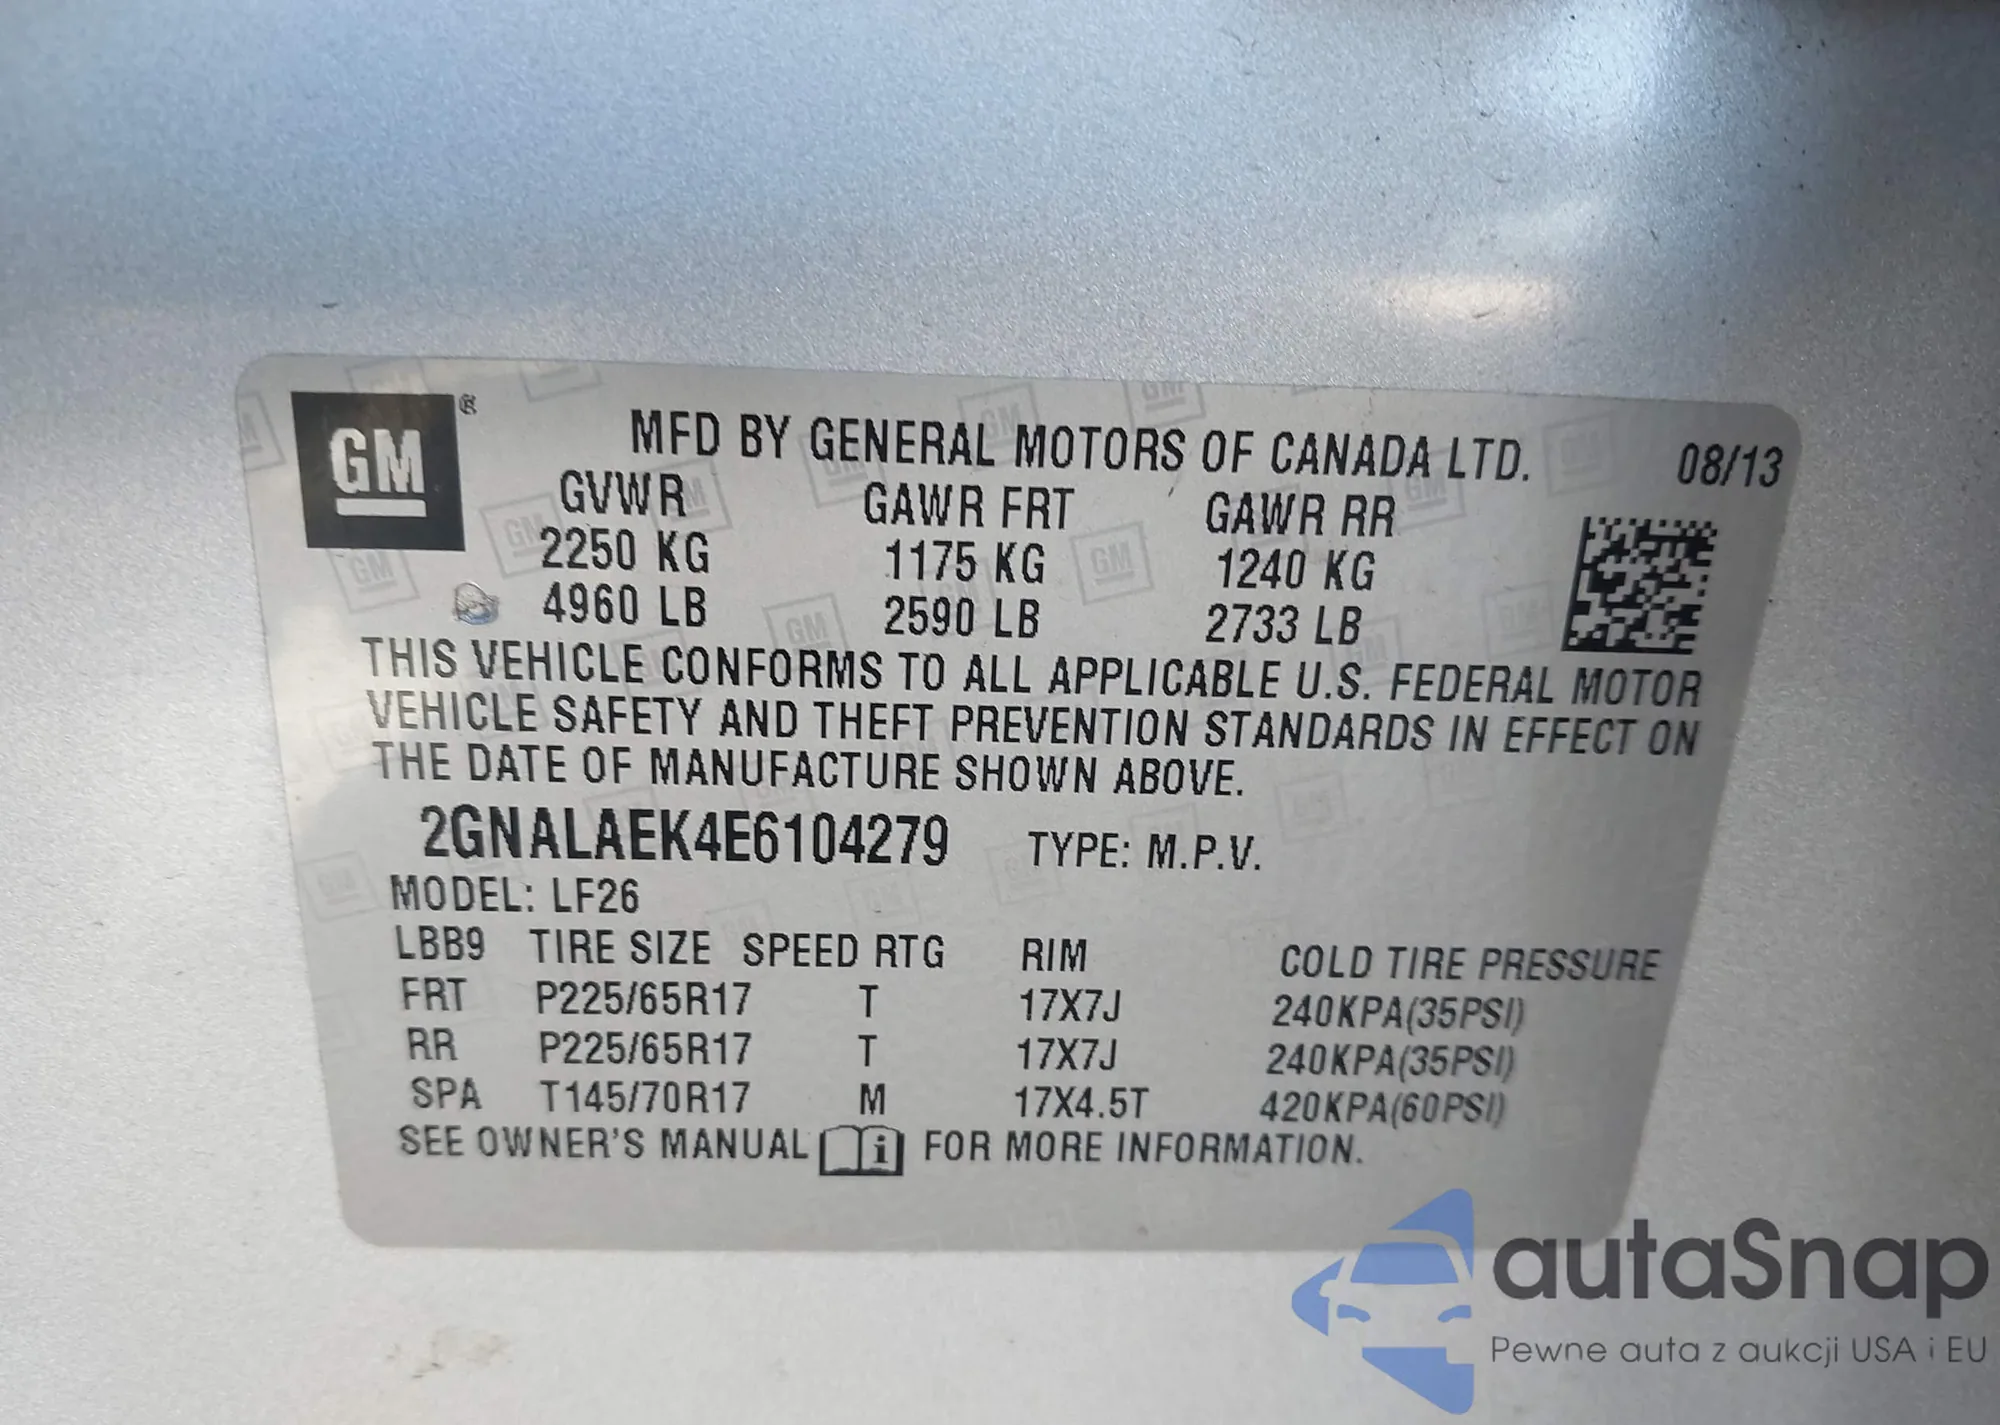 GM®
MFD BY GENERAL MOTORS OF CANADA LTD. 08/13
GVWR GAWR FRT GAWR RR
2250 KG 1175 KG 1240 KG
4960 LB 2590 LB 2733 LB
THIS VEHICLE CONFORMS TO ALL APPLICABLE U.S. FEDERAL MOTOR
VEHICLE SAFETY AND THEFT PREVENTION STANDARDS IN EFFECT ON
THE DATE OF MANUFACTURE SHOWN ABOVE.
2GNALAEK4E6104279 TYPE: M.P.V.
MODEL: LF26
LBB9 TIRE SIZE SPEED RTG RIM COLD TIRE PRESSURE
FRT P225/65R17 T 17X7J 240KPA(35PSI)
RR P225/65R17 T 17X7J 240KPA(35PSI)
SPA T145/70R17 M 17X4.5T 420KPA(60PSI)
SEE OWNER'S MANUAL i FOR MORE INFORMATION.
autaSnap
Pewne auta z aukcji USA i EU